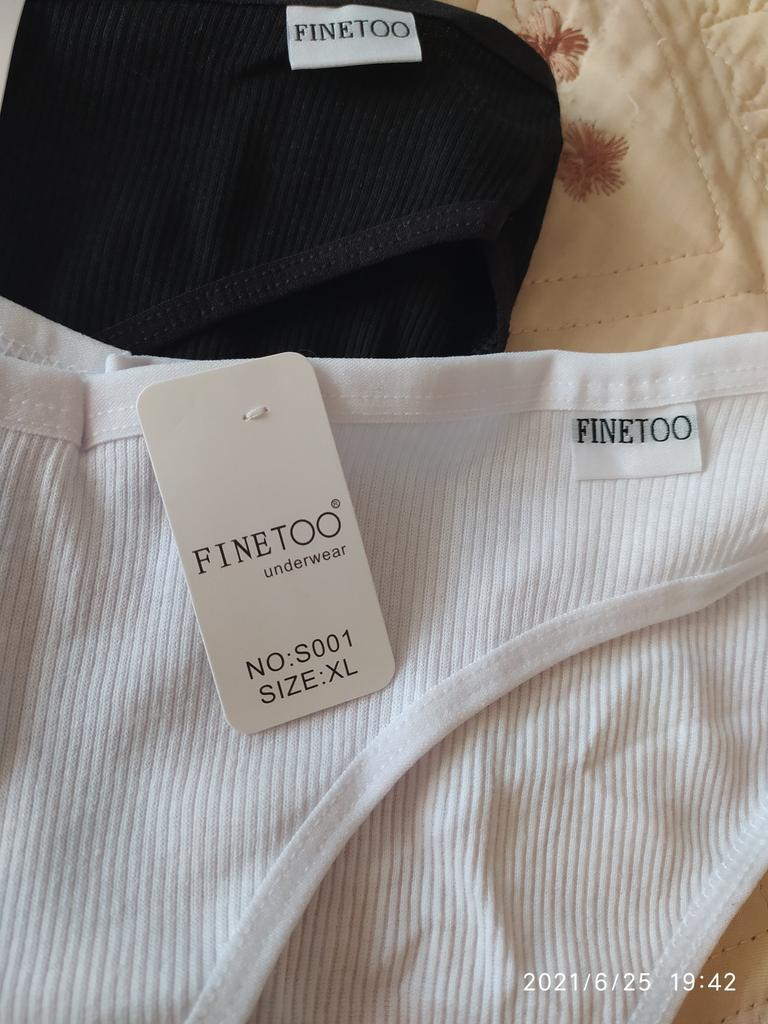 FINETOO
FINETOO
FINETOO®
underwear
NO:S001
SIZE:XL
2021/6/25 19:42